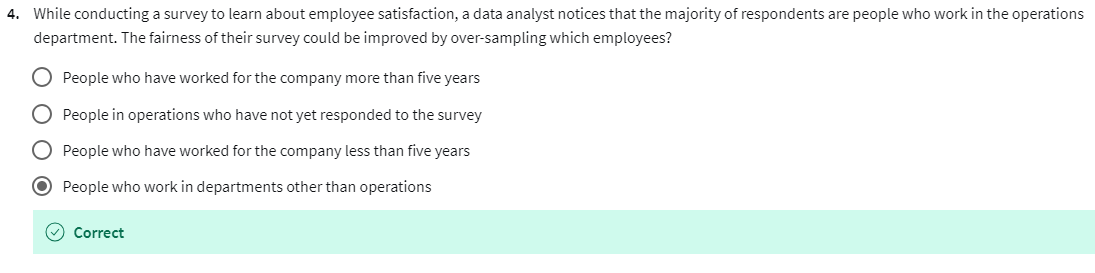 4. While conducting a survey to learn about employee satisfaction, a data analyst notices that the majority of respondents are people who work in the operations
department. The fairness of their survey could be improved by over-sampling which employees?
People who have worked for the company more than five years
People in operations who have not yet responded to the survey
People who have worked for the company less than five years
People who work in departments other than operations
Correct